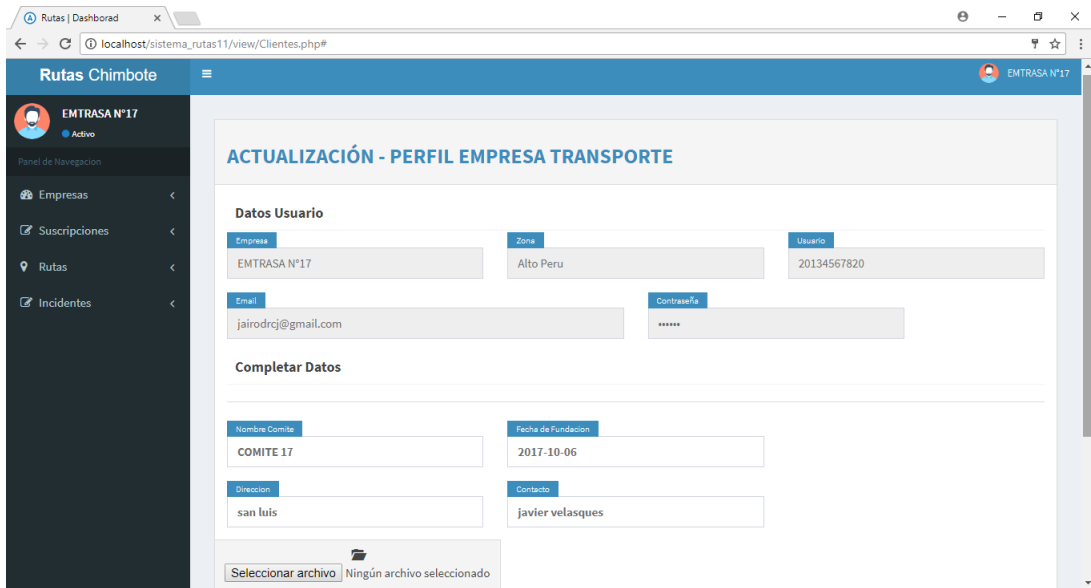 Rutas | Dashborad
localhost/sistema_rutas11/view/Clientes.php#
Rutas Chimbote
EMTRASA N°17
EMTRASA N°17
Activo
Panel de Navegacion
Empresas
Suscripciones
Rutas
Incidentes
ACTUALIZACIÓN - PERFIL EMPRESA TRANSPORTE
Datos Usuario
Empresa Zona Usuario
EMTRASA N°17 Alto Peru 20134567820
Email Contraseña
jairodrcj@gmail.com ••••••
Completar Datos
Nombre Comite Fecha de Fundacion
COMITE 17 2017-10-06
Direccion Contacto
san luis javier velasques
Seleccionar archivo Ningún archivo seleccionado